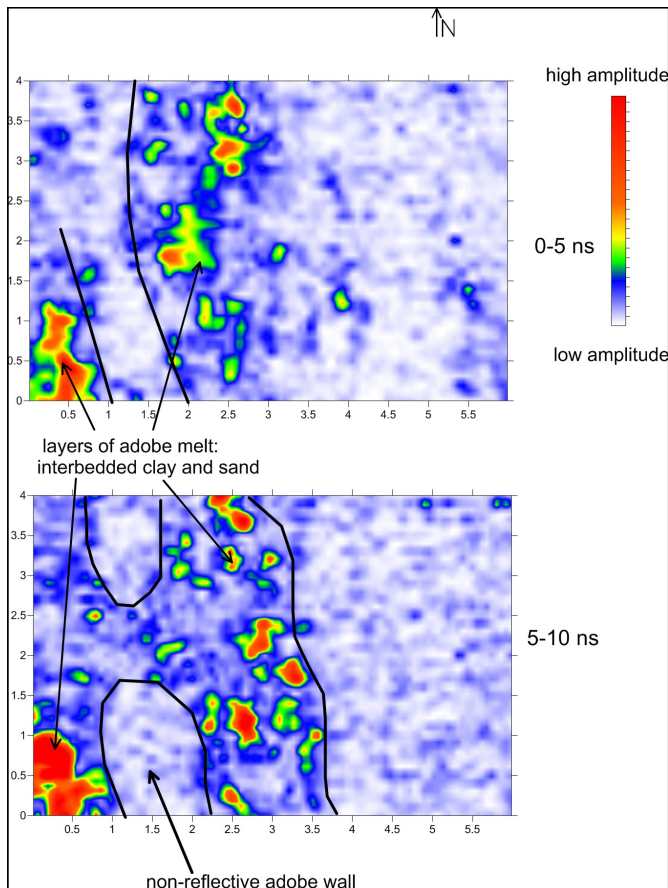 N
high amplitude
0-5 ns
low amplitude
4
3.5
3
2.5
2
1.5
1
0.5
0
0.5 1 1.5 2 2.5 3 3.5 4 4.5 5 5.5
layers of adobe melt:
interbedded clay and sand
4
3.5
3
2.5
2
1.5
1
0.5
0
5-10 ns
0.5 1 1.5 2 2.5 3 3.5 4 4.5 5 5.5
non-reflective adobe wall